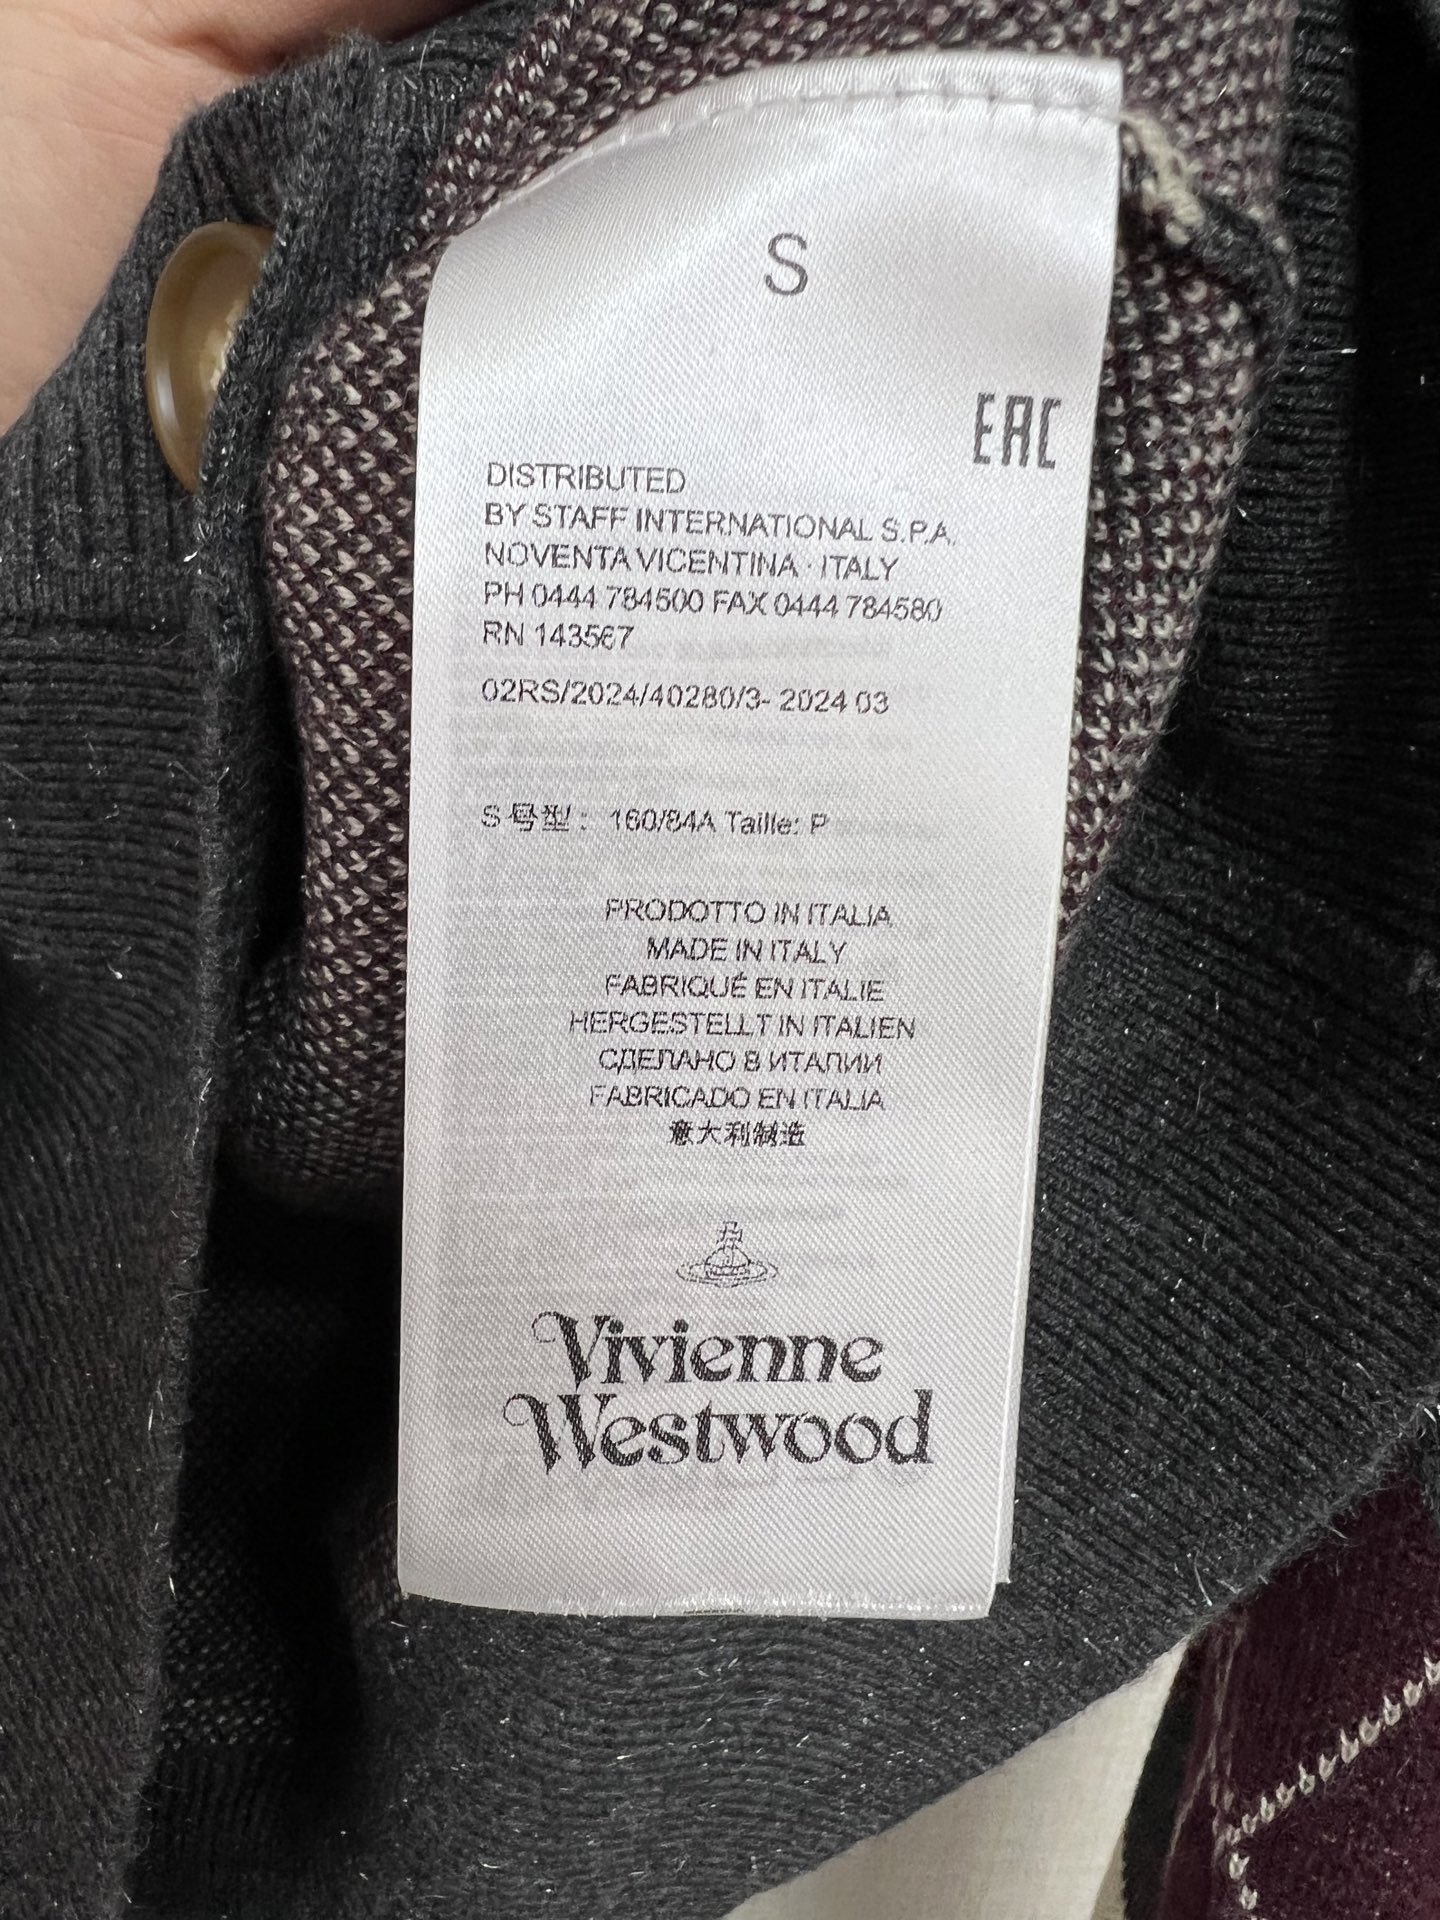 S
EAC
DISTRIBUTED
BY STAFF INTERNATIONAL S.P.A.
NOVENTA VICENTINA · ITALY
PH 0444 784500 FAX 0444 784580
RN 143567
02RS/2024/40280/3- 2024 03
S 号型： 160/84A Taille: P
PRODOTTO IN ITALIA
MADE IN ITALY
FABRIQUÉ EN ITALIE
HERGESTELLT IN ITALIEN
СДЕЛАНО В ИТАЛИИ
FABRICADO EN ITALIA
意大利制造
Vivienne
Westwood